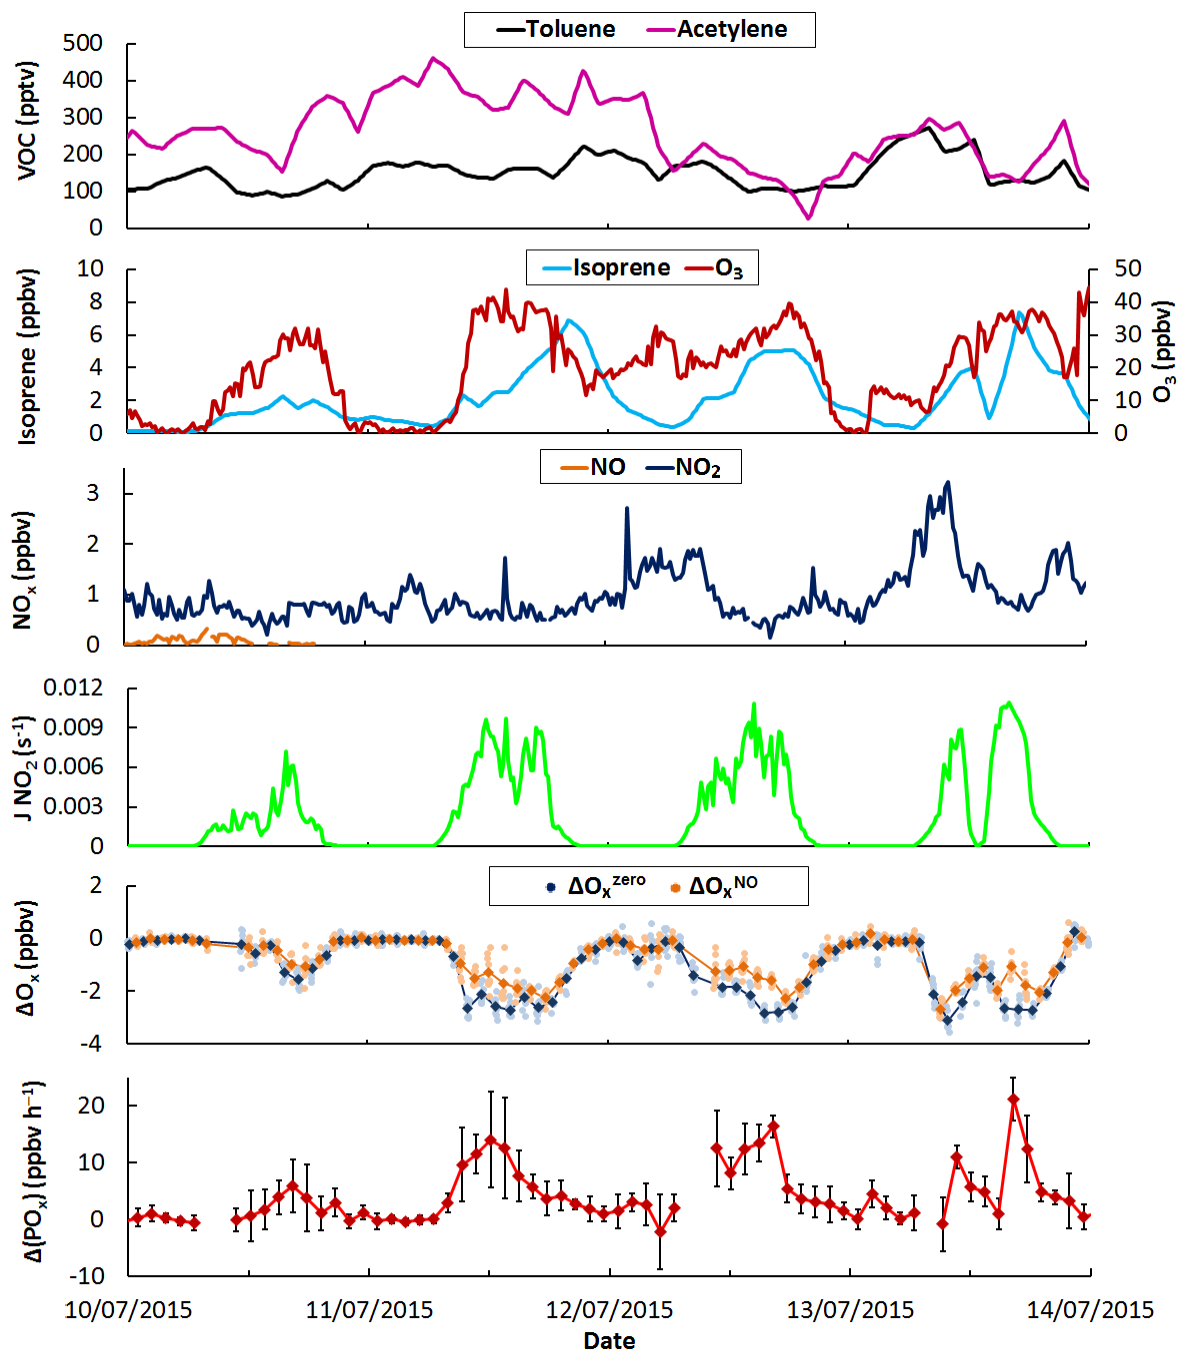 Toluene Acetylene
VOC (pptv)
500
400
300
200
100
0
Isoprene O₃
Isoprene (ppbv)
10
8
6
4
2
0
50
40
30
20
10
0
O₃ (ppbv)
NO NO₂
NOₓ (ppbv)
3
2
1
0
J NO₂ (s⁻¹)
0.012
0.009
0.006
0.003
0
ΔOₓᶻᵉʳᵒ ΔOₓᴺᴼ
ΔOₓ (ppbv)
2
0
-2
-4
Δ(POₓ) (ppbv h⁻¹)
20
10
0
-10
10/07/2015 11/07/2015 12/07/2015 13/07/2015 14/07/2015
Date